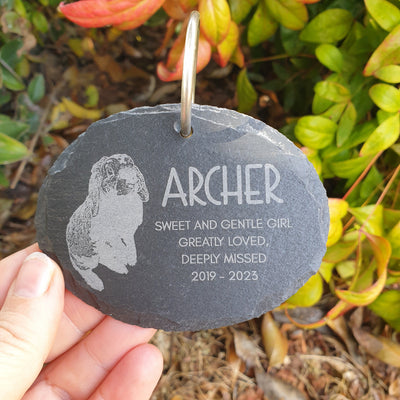 ARCHER
SWEET AND GENTLE GIRL
GREATLY LOVED,
DEEPLY MISSED
2019 - 2023